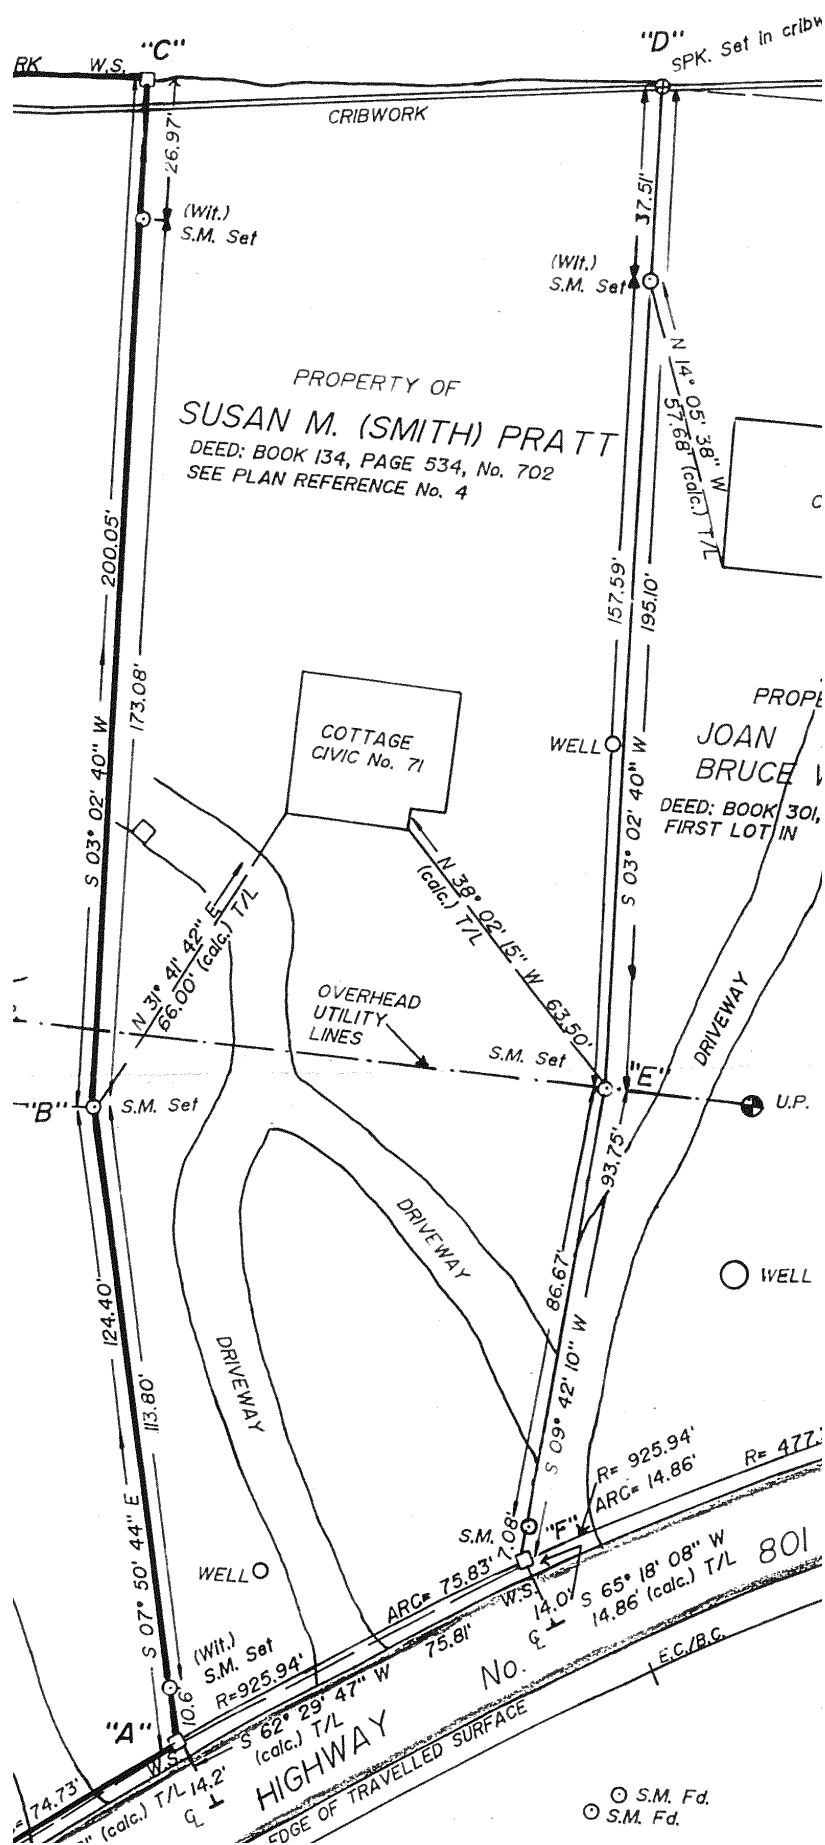 "C"
"D"
SPK. Set in cribw
RK W.S.
CRIBWORK
26.97'
37.51'
(Wit.)
S.M. Set
(Wit.)
S.M. Set
N 14° 05' 38" W
57.68' (calc.) T/L
PROPERTY OF
SUSAN M. (SMITH) PRATT
DEED: BOOK 134, PAGE 534, No. 702
SEE PLAN REFERENCE No. 4
C
200.05'
S 03° 02' 40" W
173.08'
157.59'
195.10'
S 03° 02' 40" W
COTTAGE
CIVIC No. 71
WELL
PROPE
JOAN
BRUCE
DEED: BOOK 301,
FIRST LOT IN
N 31° 41' 42" E
66.00' (calc.) T/L
N 38° 02' 15" W 63.50'
(calc.) T/L
OVERHEAD
UTILITY
LINES
DRIVEWAY
S.M. Set
"E"
U.P.
"B"
S.M. Set
93.75'
DRIVEWAY
86.67'
WELL
124.40'
113.80'
DRIVEWAY
S 09° 42' 10" W
R= 925.94'
ARC= 14.86'
R= 477.
S 07° 50' 44" E
S.M.
"F"
7.08'
WELL
ARC= 75.83'
W.S.
14.0'
S 65° 18' 08" W
14.86' (calc.) T/L
801
(Wit.)
S.M. Set
R=925.94'
75.81'
10.6'
"A"
W.S.
S 62° 29' 47" W
(calc.) T/L
No.
E.C./B.C.
14.2'
HIGHWAY
= 74.73'
(calc.) T/L
EDGE OF TRAVELLED SURFACE
S.M. Fd.
S.M. Fd.